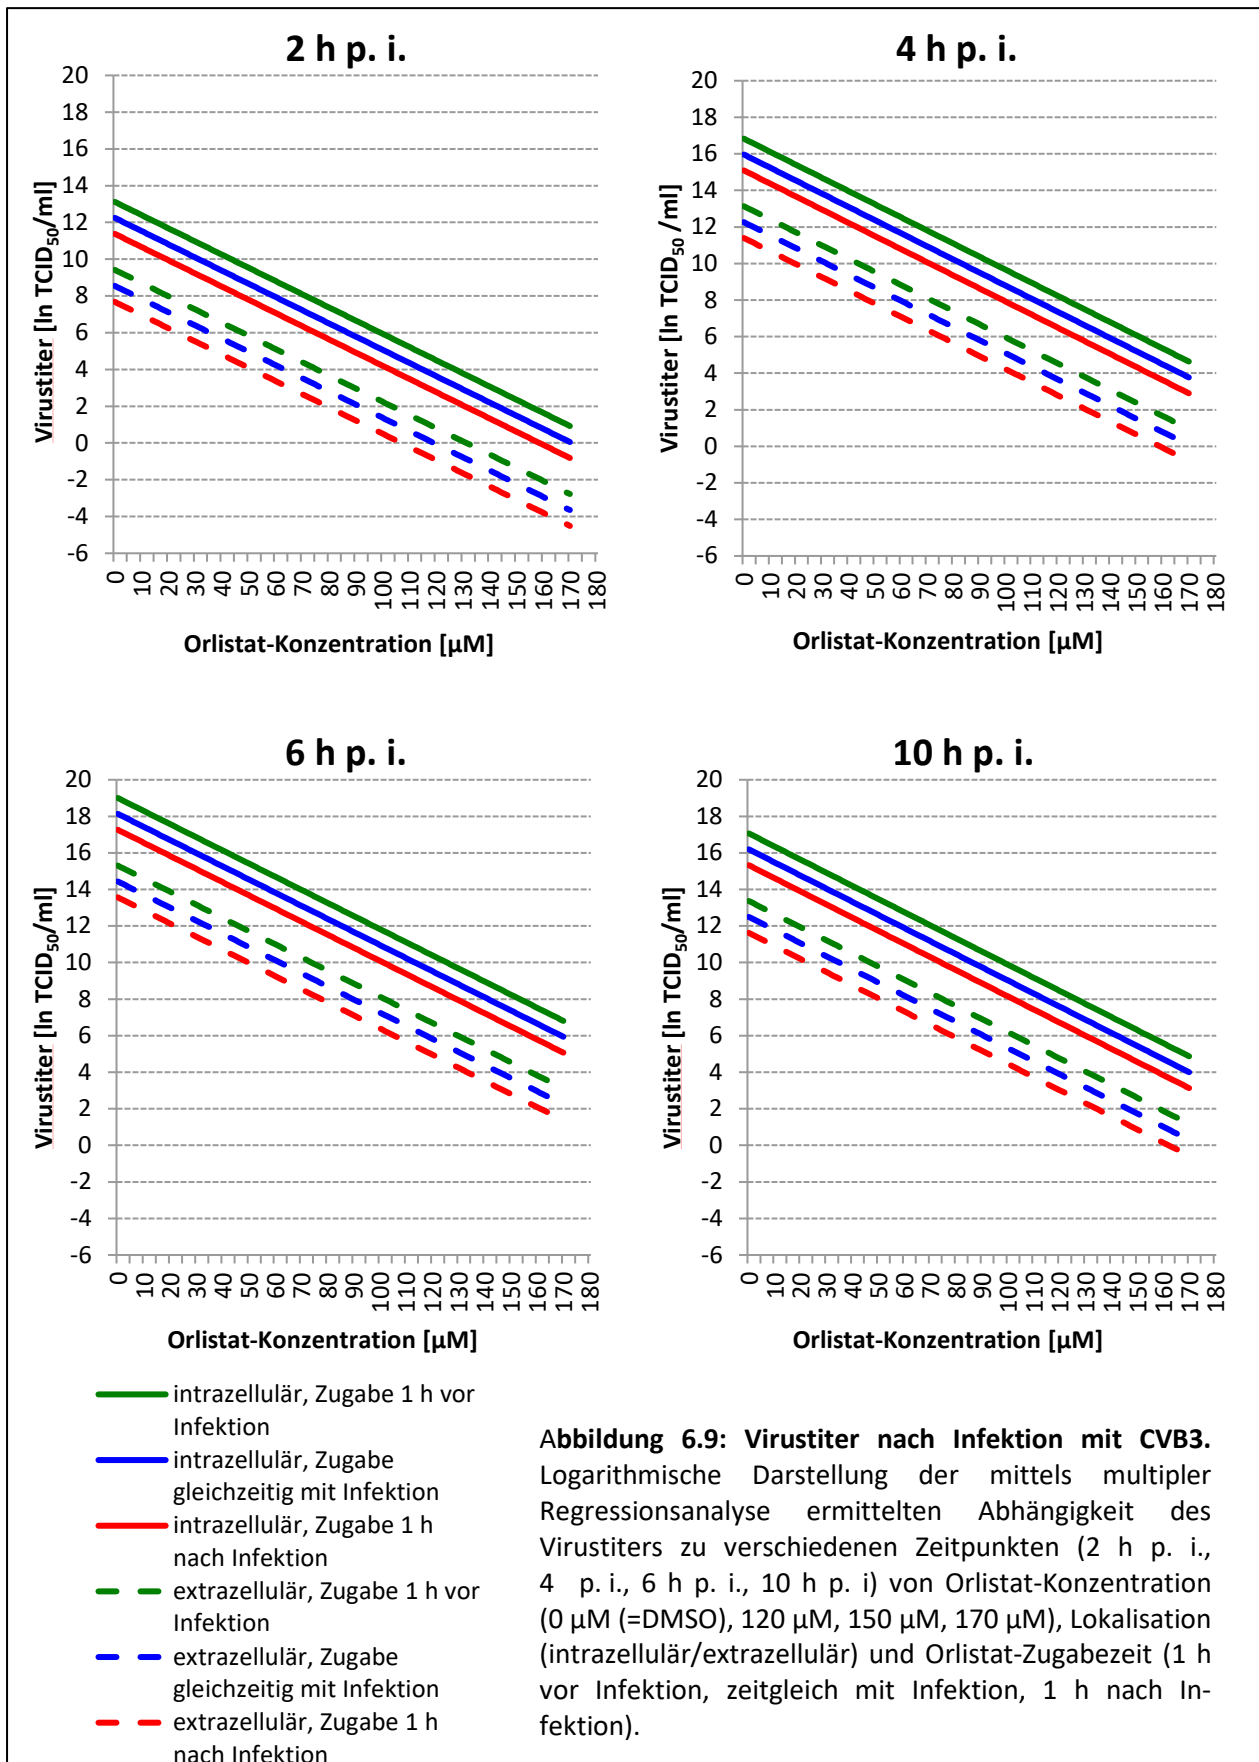 2 h p. i.
20
18
16
14
12
10
8
6
4
2
0
-2
-4
-6
Virustiter [ln TCID50/ml]
0 10 20 30 40 50 60 70 80 90 100 110 120 130 140 150 160 170 180
Orlistat-Konzentration [µM]
4 h p. i.
20
18
16
14
12
10
8
6
4
2
0
-2
-4
-6
Virustiter [ln TCID50 /ml]
0 10 20 30 40 50 60 70 80 90 100 110 120 130 140 150 160 170 180
Orlistat-Konzentration [µM]
6 h p. i.
20
18
16
14
12
10
8
6
4
2
0
-2
-4
-6
Virustiter [ln TCID50/ml]
0 10 20 30 40 50 60 70 80 90 100 110 120 130 140 150 160 170 180
Orlistat-Konzentration [µM]
10 h p. i.
20
18
16
14
12
10
8
6
4
2
0
-2
-4
-6
Virustiter [ln TCID50/ml]
0 10 20 30 40 50 60 70 80 90 100 110 120 130 140 150 160 170 180
Orlistat-Konzentration [µM]
intrazellulär, Zugabe 1 h vor
Infektion
intrazellulär, Zugabe
gleichzeitig mit Infektion
intrazellulär, Zugabe 1 h
nach Infektion
extrazellulär, Zugabe 1 h vor
Infektion
extrazellulär, Zugabe
gleichzeitig mit Infektion
extrazellulär, Zugabe 1 h
nach Infektion
Abbildung 6.9: Virustiter nach Infektion mit CVB3.
Logarithmische Darstellung der mittels multipler
Regressionsanalyse ermittelten Abhängigkeit des
Virustiters zu verschiedenen Zeitpunkten (2 h p. i.,
4 p. i., 6 h p. i., 10 h p. i) von Orlistat-Konzentration
(0 µM (=DMSO), 120 µM, 150 µM, 170 µM), Lokalisation
(intrazellulär/extrazellulär) und Orlistat-Zugabezeit (1 h
vor Infektion, zeitgleich mit Infektion, 1 h nach In-
fektion).